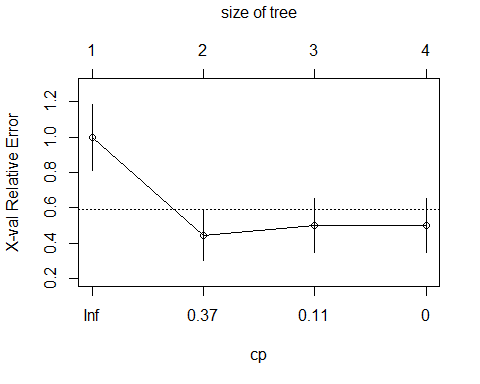 size of tree
1 2 3 4
X-val Relative Error
1.2
1.0
0.8
0.6
0.4
0.2
Inf 0.37 0.11 0
cp